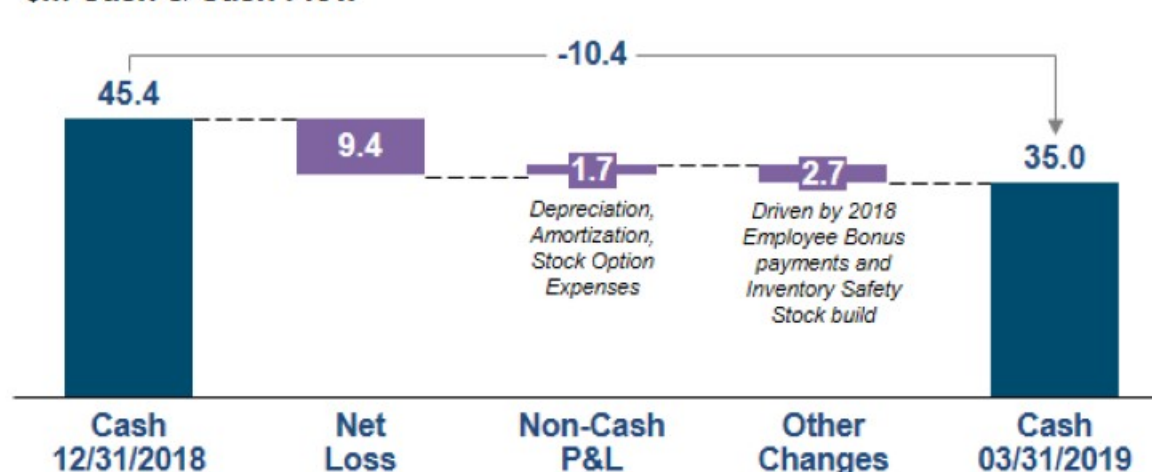 -10.4
45.4
9.4
1.7
2.7
35.0
Depreciation,
Amortization,
Stock Option
Expenses
Driven by 2018
Employee Bonus
payments and
Inventory Safety
Stock build
Cash
12/31/2018
Net
Loss
Non-Cash
P&L
Other
Changes
Cash
03/31/2019